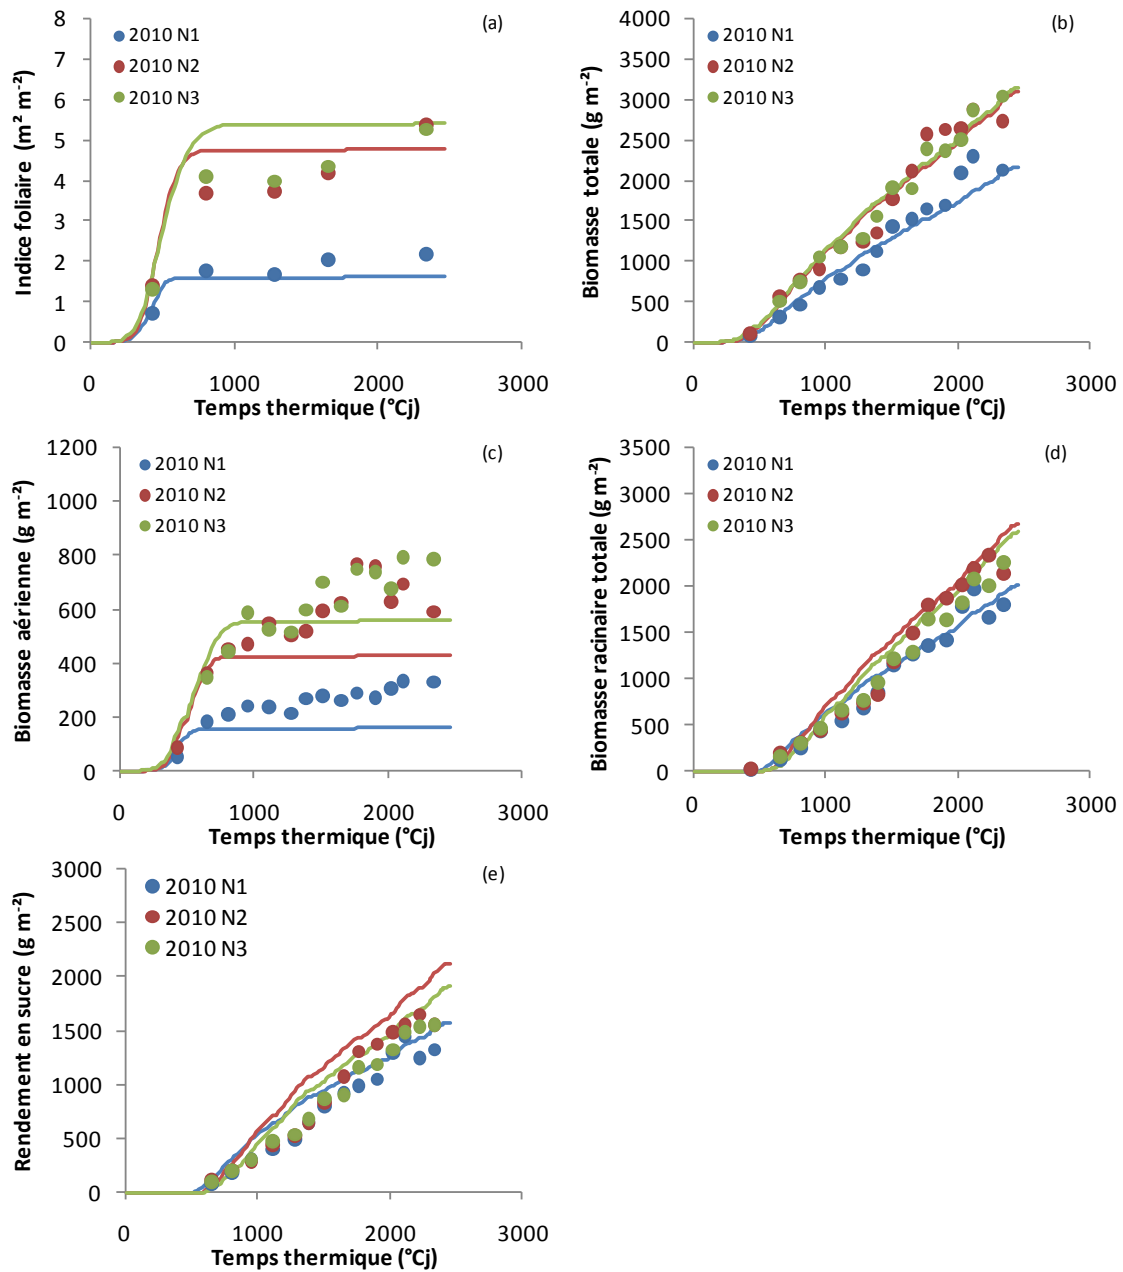 (a)
2010 N1
2010 N2
2010 N3
Indice foliaire (m² m⁻²)
8
7
6
5
4
3
2
1
0
0 1000 2000 3000
Temps thermique (°Cj)
(b)
2010 N1
2010 N2
2010 N3
Biomasse totale (g m⁻²)
4000
3500
3000
2500
2000
1500
1000
500
0
0 1000 2000 3000
Temps thermique (°Cj)
(c)
2010 N1
2010 N2
2010 N3
Biomasse aérienne (g m⁻²)
1200
1000
800
600
400
200
0
0 1000 2000 3000
Temps thermique (°Cj)
(d)
2010 N1
2010 N2
2010 N3
Biomasse racinaire totale (g m⁻²)
3500
3000
2500
2000
1500
1000
500
0
0 1000 2000 3000
Temps thermique (°Cj)
(e)
2010 N1
2010 N2
2010 N3
Rendement en sucre (g m⁻²)
3000
2500
2000
1500
1000
500
0
0 1000 2000 3000
Temps thermique (°Cj)